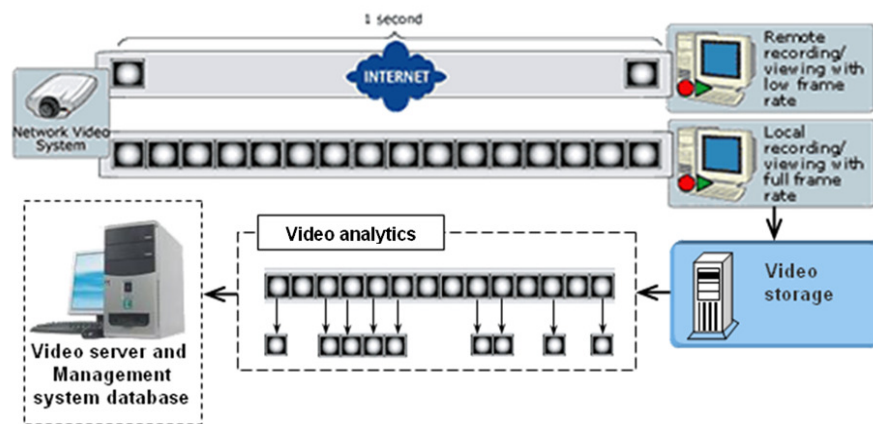 1 second
INTERNET
Remote
recording/
viewing with
low frame
rate
Network Video
System
Local
recording/
viewing with
full frame
rate
Video analytics
Video
storage
Video server and
Management
system database